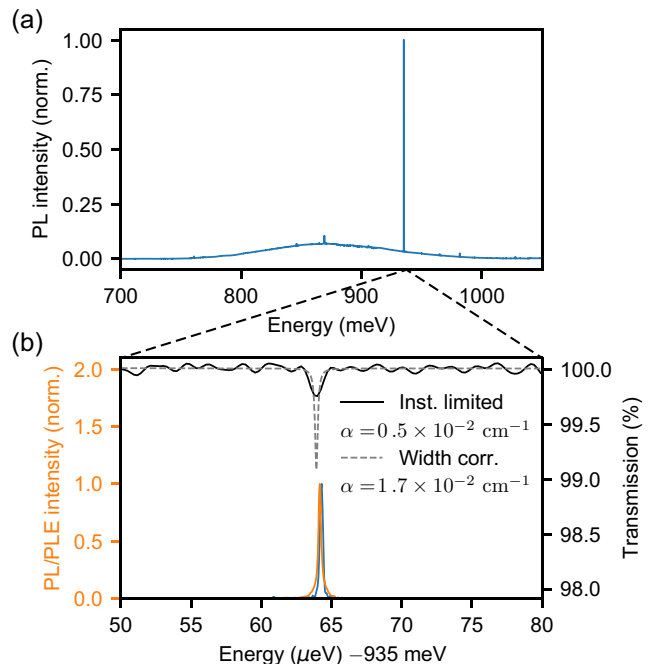 (a)
PL intensity (norm.)
1.00
0.75
0.50
0.25
0.00
700
800
900
1000
Energy (meV)
(b)
PL/PLE intensity (norm.)
2.0
1.5
1.0
0.5
0.0
Inst. limited
α = 0.5 × 10⁻² cm⁻¹
Width corr.
α = 1.7 × 10⁻² cm⁻¹
100.0
99.5
99.0
98.5
98.0
Transmission (%)
50
55
60
65
70
75
80
Energy (μeV) −935 meV